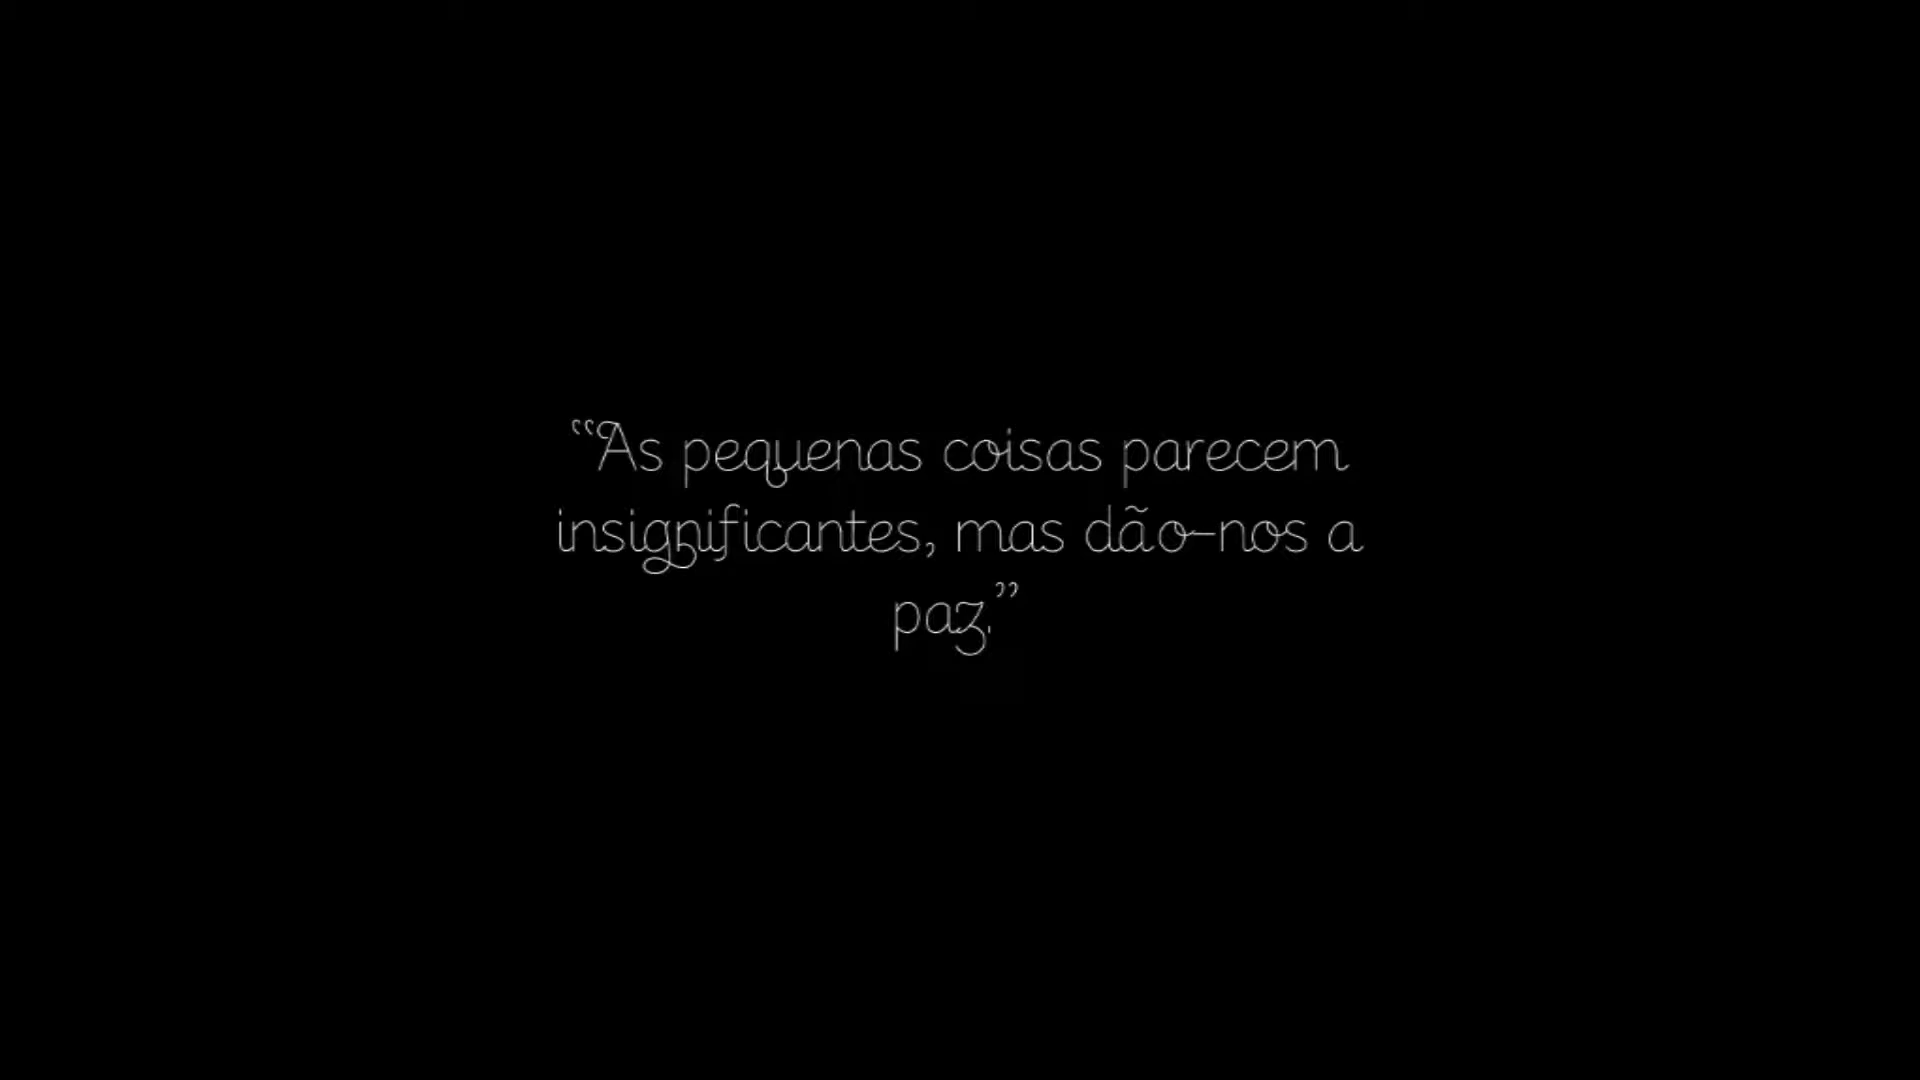 “As pequenas coisas parecem
insignificantes, mas dão-nos a
paz.”